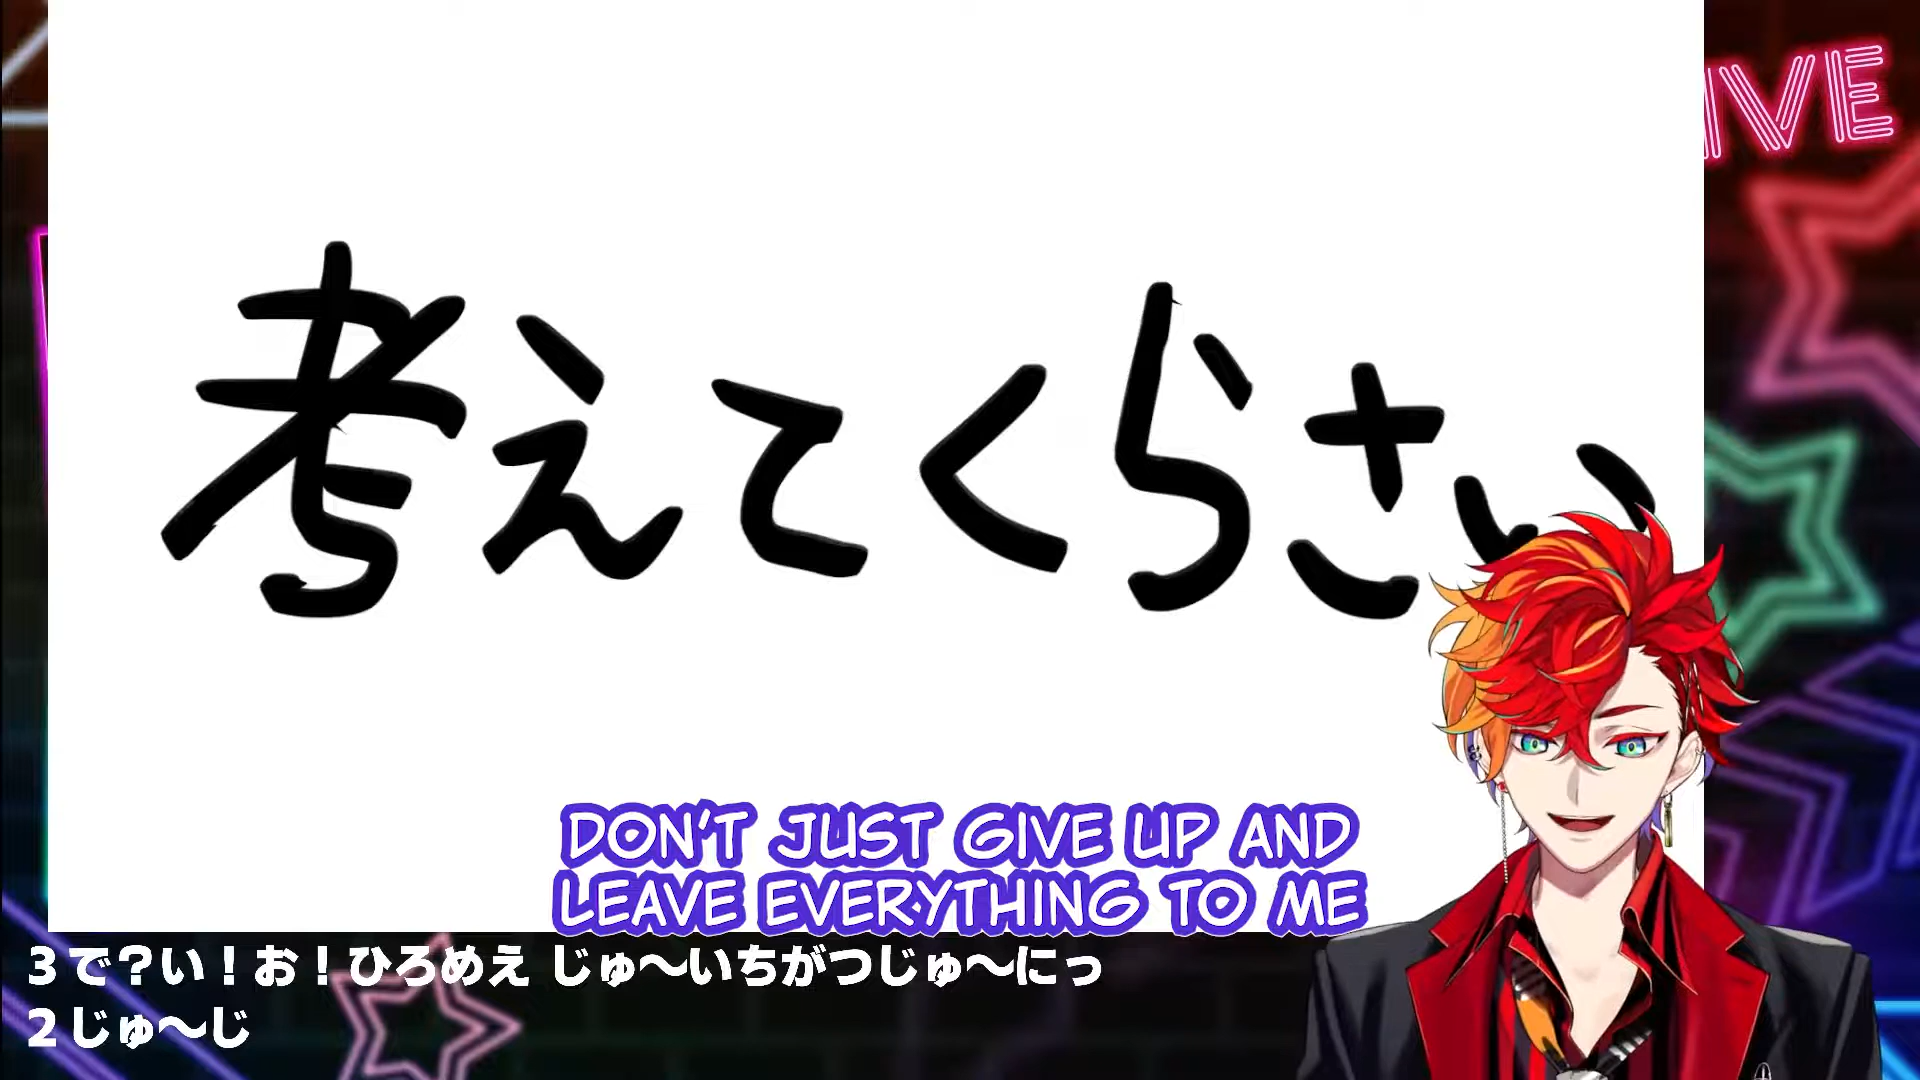 IVE
考えてくらさい
DON'T JUST GIVE UP AND
LEAVE EVERYTHING TO ME
3で?い!お!ひろめえ じゅ〜いちがつじゅ〜にっ
2じゅ〜じ